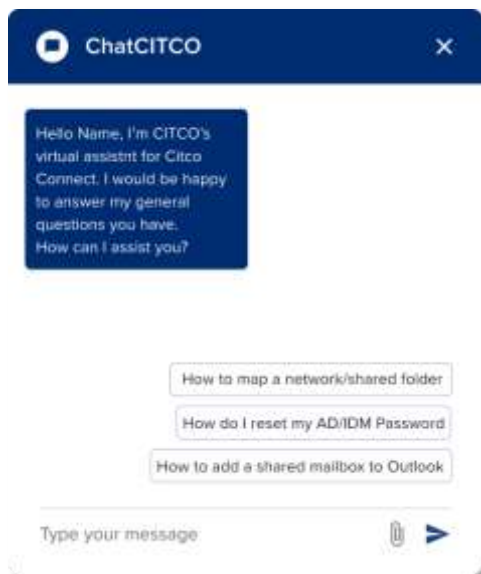 ChatCITCO
Hello Name, I'm CITCO's
virtual assistnt for Citco
Connect. I would be happy
to answer my general
questions you have.
How can I assist you?
How to map a network/shared folder
How do I reset my AD/IDM Password
How to add a shared mailbox to Outlook
Type your message